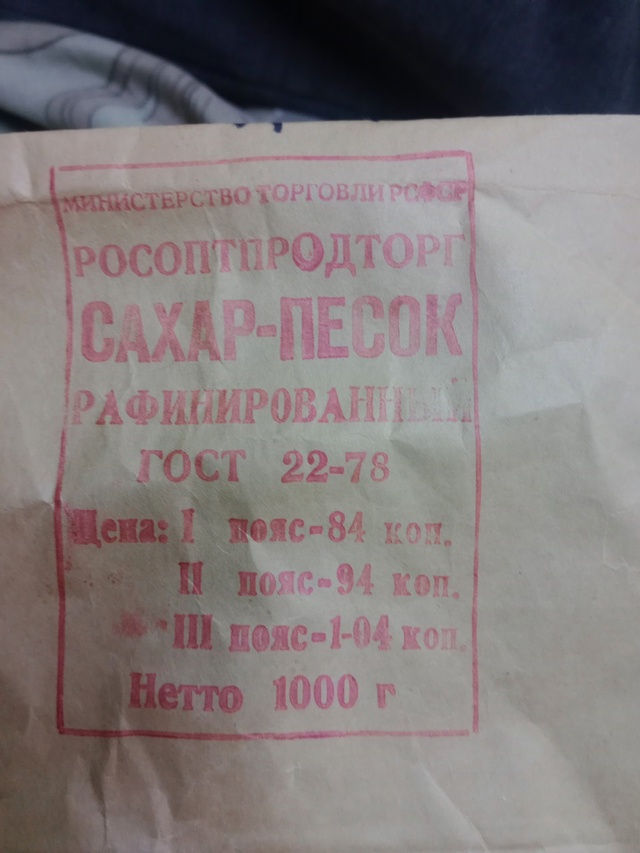 МИНИСТЕРСТВО ТОРГОВЛИ РСФСР
РОСОПТПРОДТОРГ
САХАР-ПЕСОК
РАФИНИРОВАННЫЙ
ГОСТ 22-78
Цена: I пояс-84 коп.
II пояс-94 коп.
III пояс-1-04 коп.
Нетто 1000 г